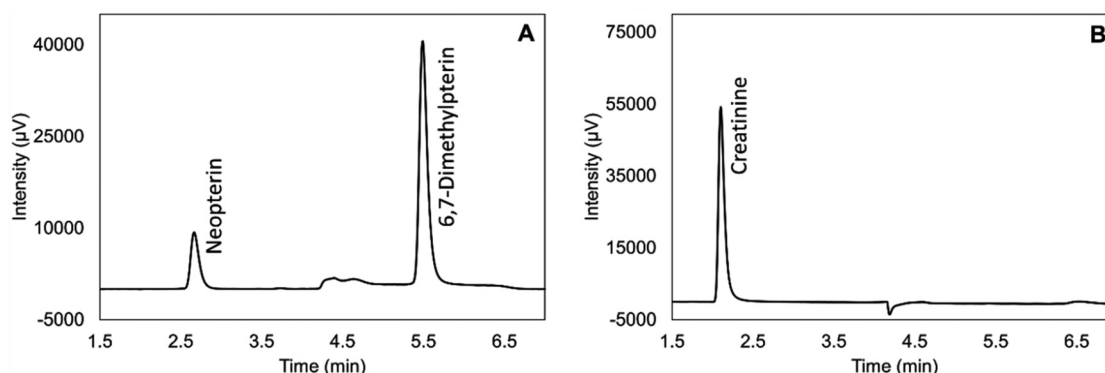 A
Intensity (µV)
40000
25000
10000
-5000
Neopterin
6,7-Dimethylpterin
1.5 2.5 3.5 4.5 5.5 6.5
Time (min)
B
Intensity (µV)
75000
55000
35000
15000
-5000
Creatinine
1.5 2.5 3.5 4.5 5.5 6.5
Time (min)